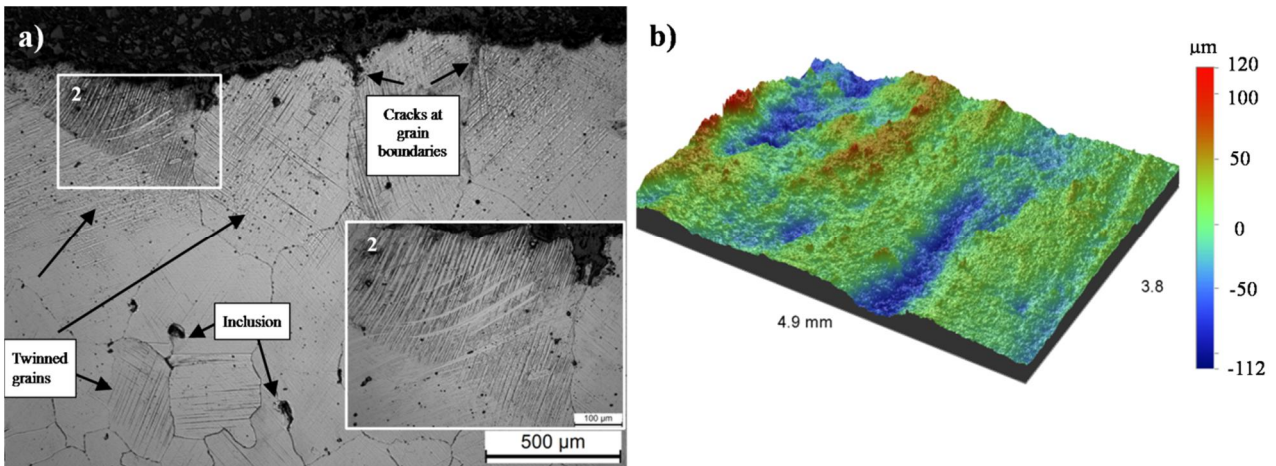 a)
2
Cracks at
grain
boundaries
2
Inclusion
Twinned
grains
100 µm
500 µm
b)
µm
120
100
50
0
-50
-112
4.9 mm
3.8